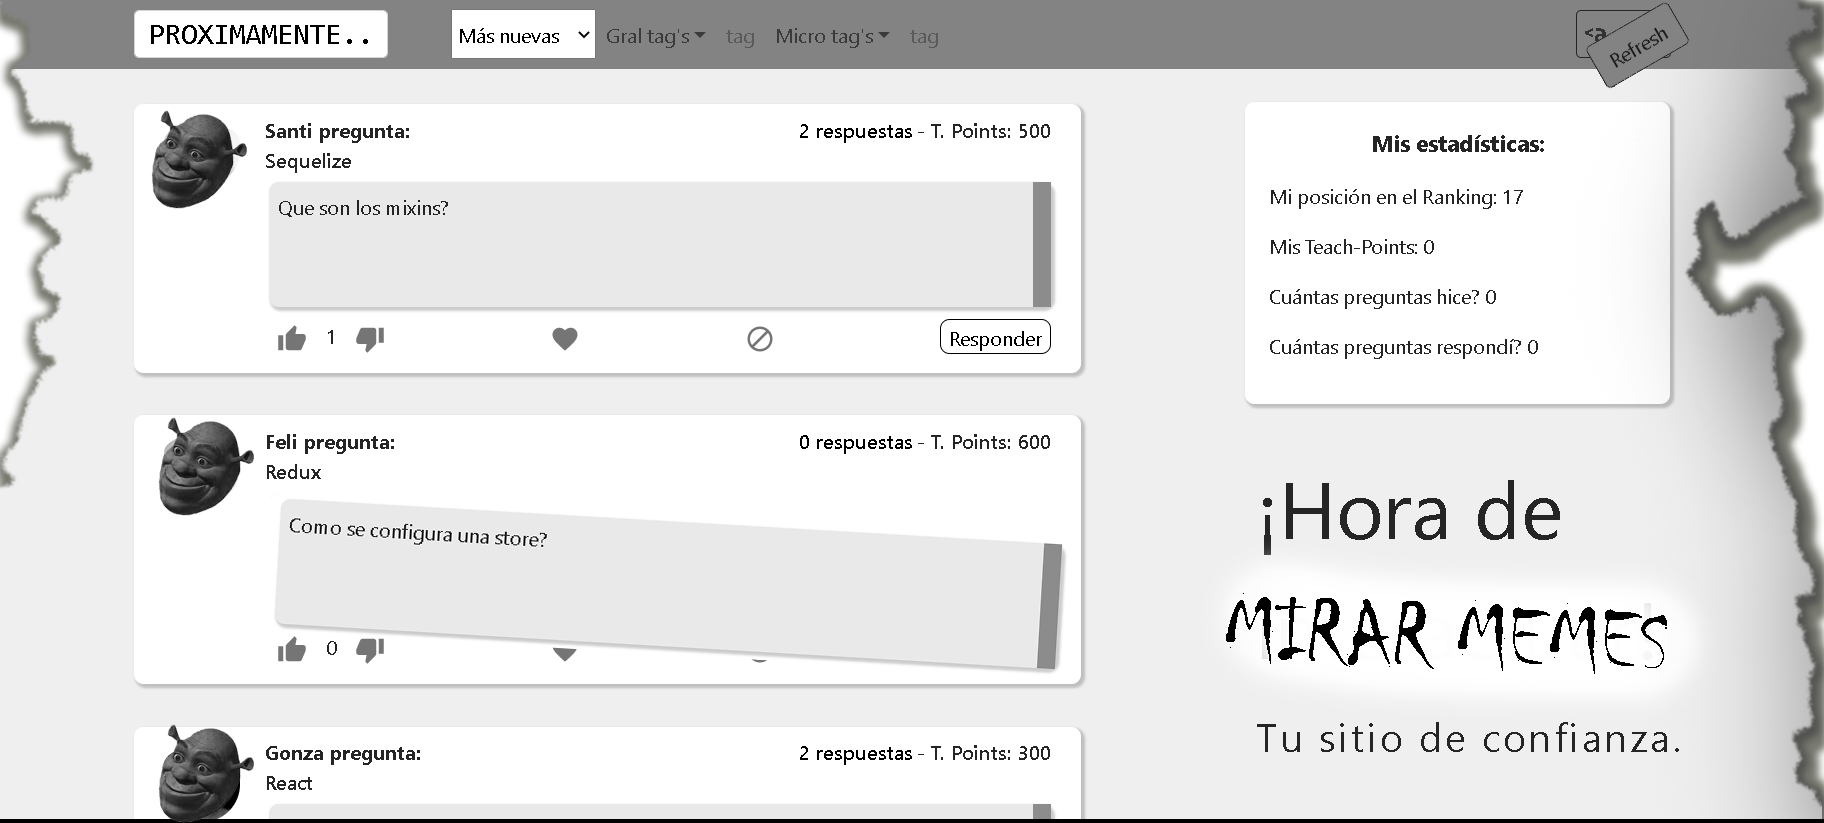 PROXIMAMENTE..
Más nuevas
Gral tag's
tag
Micro tag's
tag
Refresh
Santi pregunta:
2 respuestas - T. Points: 500
Sequelize
Que son los mixins?
1
Responder
Feli pregunta:
0 respuestas - T. Points: 600
Redux
Como se configura una store?
0
Gonza pregunta:
2 respuestas - T. Points: 300
React
Mis estadísticas:
Mi posición en el Ranking: 17
Mis Teach-Points: 0
Cuántas preguntas hice? 0
Cuántas preguntas respondí? 0
¡Hora de
MIRAR MEMES
Tu sitio de confianza.